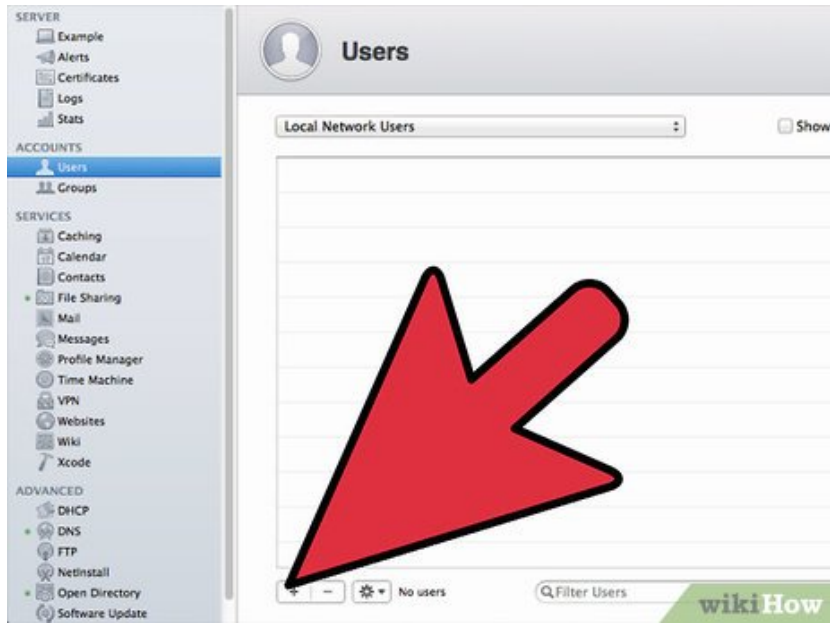 SERVER
Example
Alerts
Certificates
Logs
Stats
ACCOUNTS
Users
Groups
SERVICES
Caching
Calendar
Contacts
File Sharing
Mail
Messages
Profile Manager
Time Machine
VPN
Websites
Wiki
Xcode
ADVANCED
DHCP
DNS
FTP
NetInstall
Open Directory
Software Update
Users
Local Network Users
Show
+ − No users
Filter Users
wikiHow